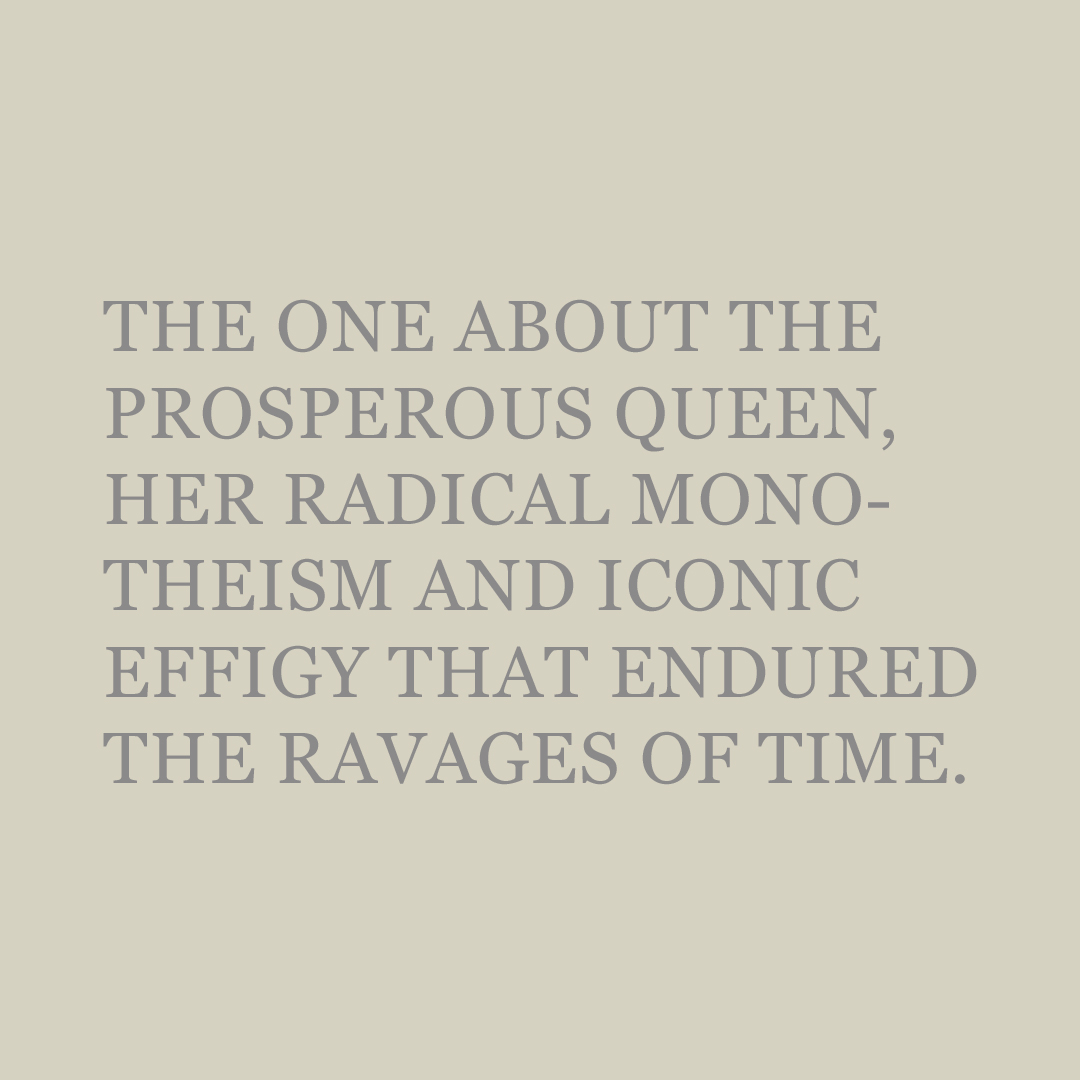 THE ONE ABOUT THE
PROSPEROUS QUEEN,
HER RADICAL MONO-
THEISM AND ICONIC
EFFIGY THAT ENDURED
THE RAVAGES OF TIME.